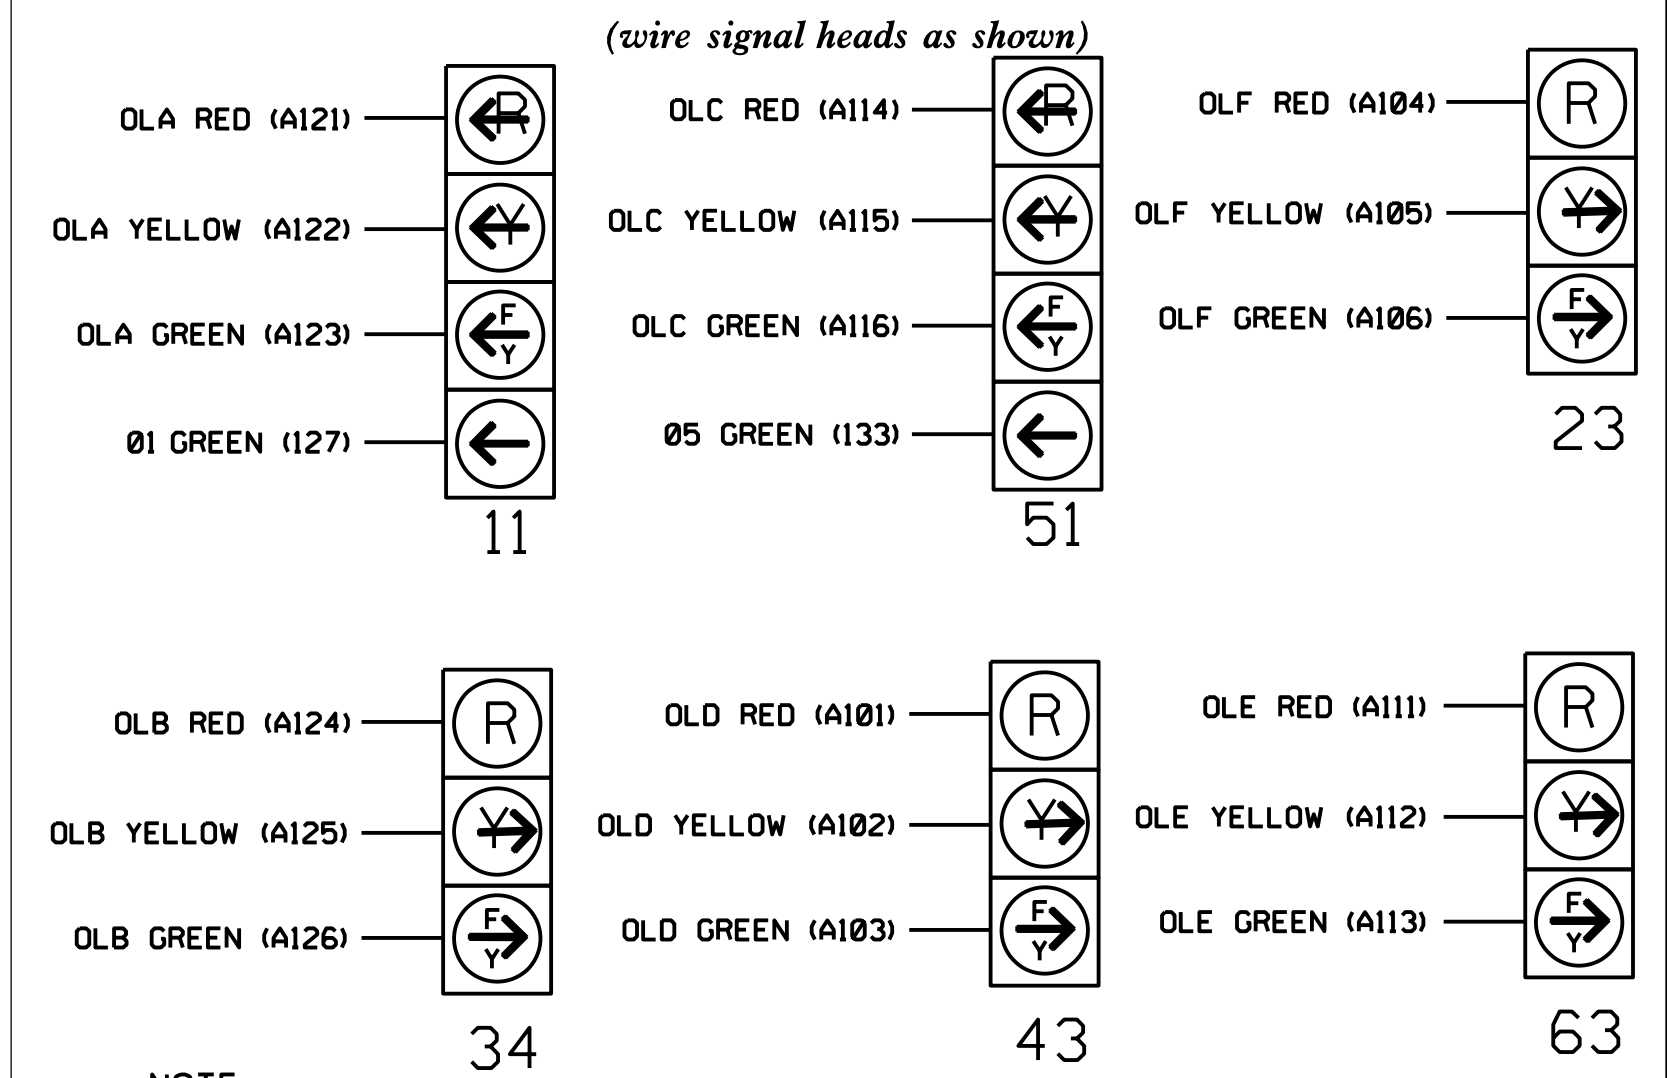 (wire signal heads as shown)
OLA RED (A121)
R
OLA YELLOW (A122)
Y
OLA GREEN (A123)
F
Y
01 GREEN (127)
11
OLC RED (A114)
R
OLC YELLOW (A115)
Y
OLC GREEN (A116)
F
Y
05 GREEN (133)
51
OLF RED (A104)
R
OLF YELLOW (A105)
Y
OLF GREEN (A106)
F
Y
23
OLB RED (A124)
R
OLB YELLOW (A125)
Y
OLB GREEN (A126)
F
Y
34
OLD RED (A101)
R
OLD YELLOW (A102)
Y
OLD GREEN (A103)
F
Y
43
OLE RED (A111)
R
OLE YELLOW (A112)
Y
OLE GREEN (A113)
F
Y
63
NOTE